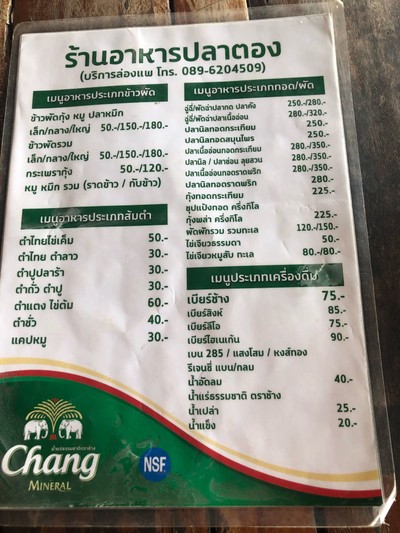 ร้านอาหารปลาตอง
(บริการล่องแพ โทร. 089-6204509)
เมนูอาหารประเภทข้าวผัด
ข้าวผัดกุ้ง หมู ปลาหมึก
เล็ก/กลาง/ใหญ่ 50.-/150.-/180.-
ข้าวผัดรวม
เล็ก/กลาง/ใหญ่ 50.-/150.-/180.-
กระเพรากุ้ง 50.-/120.-
หมู หมึก รวม (ราดข้าว / กับข้าว)
เมนูอาหารประเภทส้มตำ
ตำไทยไข่เค็ม 50.-
ตำไทย ตำลาว 30.-
ตำปูปลาร้า 30.-
ตำถั่ว ตำปู 30.-
ตำแตง ไข่ต้ม 60.-
ตำซั่ว 40.-
แคปหมู 30.-
เมนูอาหารประเภททอด/ผัด
ฉู่ฉี่/ผัดฉ่าปลากด ปลาคัง 250.-/280.-
ฉู่ฉี่/ผัดฉ่าปลาเนื้ออ่อน 280.-/320.-
ปลานิลทอดกระเทียม 250.-
ปลานิลทอดสมุนไพร 250.-
ปลาเนื้ออ่อนทอดกระเทียม 280.-/350.-
ปลานิล / ปลาช่อน ลุยสวน 280.-/350.-
ปลาเนื้ออ่อนทอดราดพริก 280.-/350.-
ปลานิลทอดราดพริก 280.-
กุ้งทอดกระเทียม 225.-
ชุปแป้งทอด ครึ่งกิโล
กุ้งพล่า ครึ่งกิโล 225.-
ผัดผักรวม รวมทะเล 120.-/150.-
ไข่เจียวธรรมดา 50.-
ไข่เจียวหมูสับ ทะเล 80.-/80.-
เมนูประเภทเครื่องดื่ม
เบียร์ช้าง 75.-
เบียร์สิงห์ 85.-
เบียร์ลีโอ 75.-
เบียร์ไฮเนเก้น 90.-
เบน 285 / แสงโสม / หงส์ทอง
รีเจนซี่ แบน/กลม
น้ำอัดลม 40.-
น้ำแร่ธรรมชาติ ตราช้าง
น้ำเปล่า 25.-
น้ำแข็ง 20.-
น้ำแร่ธรรมชาติตราช้าง
Chang
MINERAL
NSF